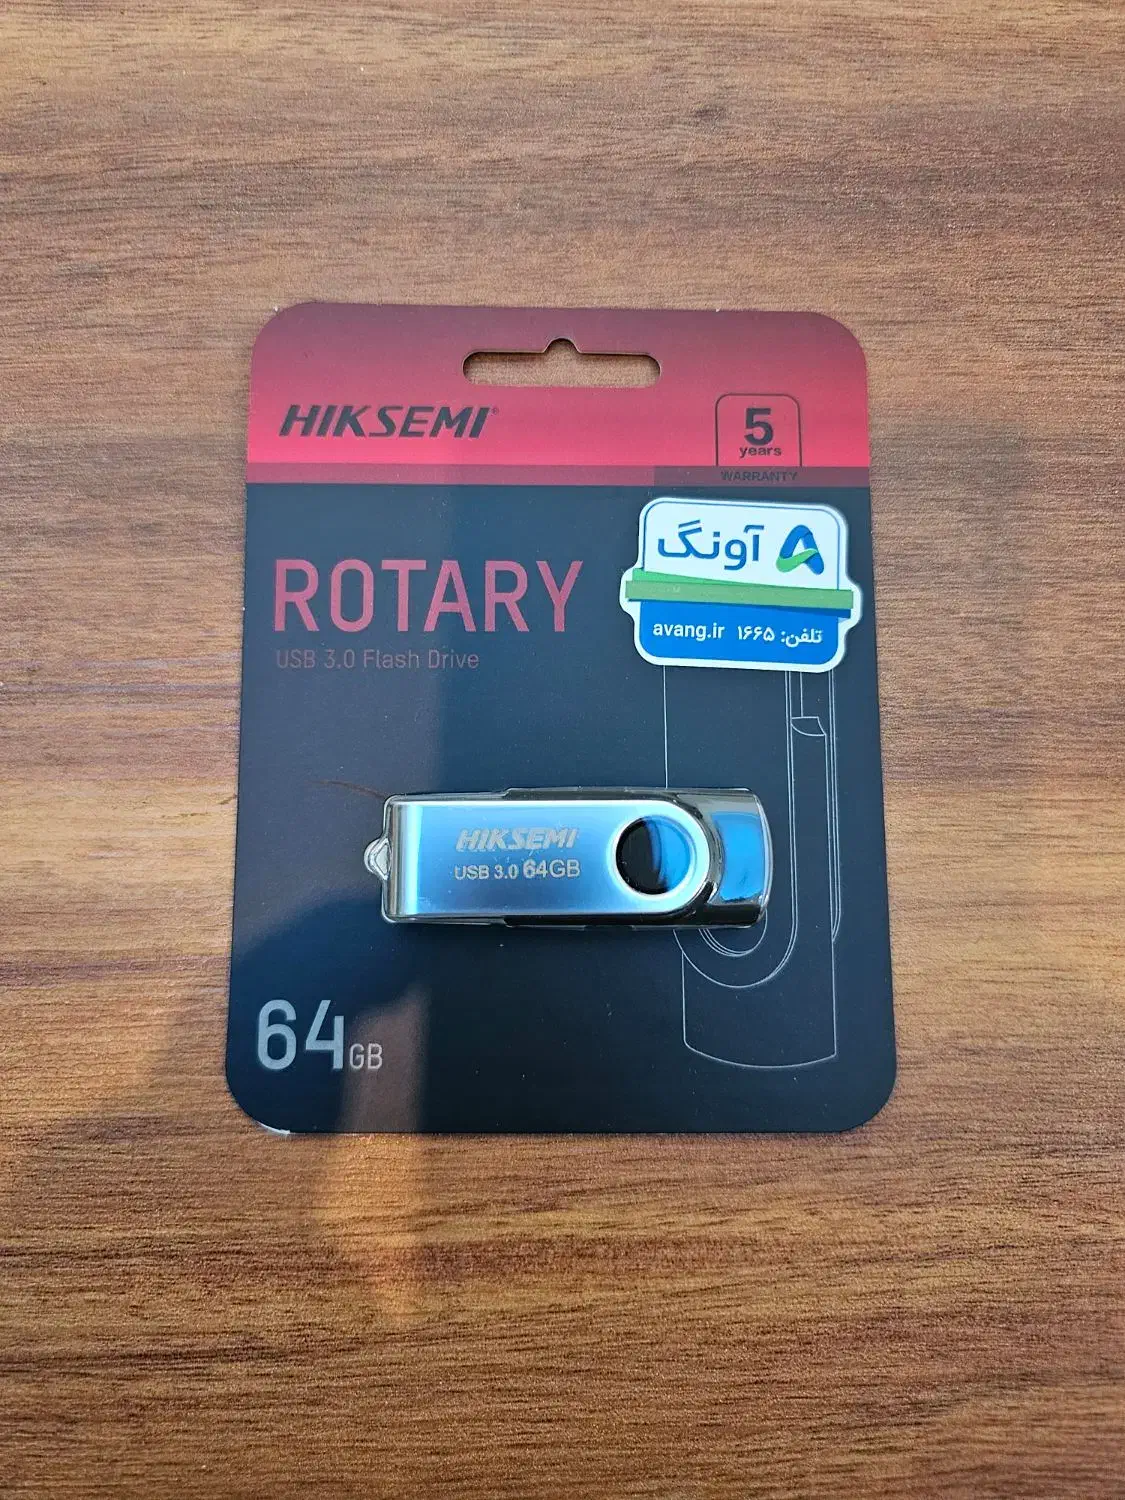 HIKSEMI®
5
years
WARRANTY
آونگ
تلفن: ۱۶۶۵ avang.ir
ROTARY
USB 3.0 Flash Drive
HIKSEMI
USB 3.0 64GB
64GB